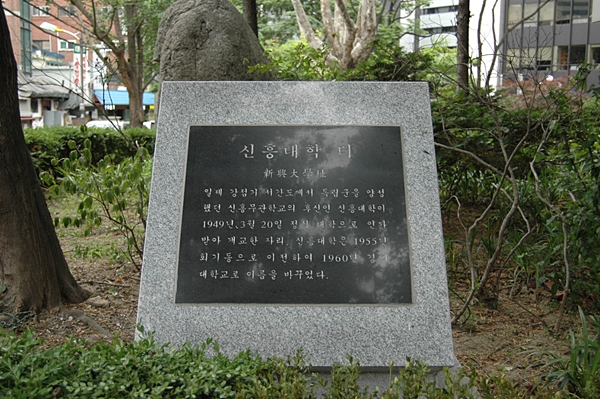 신흥대학 터
新興大學址
일제 강점기 서간도에서 독립군을 양성
했던 신흥무관학교의 후신인 신흥대학이
1949년 3월 20일 정식 대학으로 인가
받아 개교한 자리. 신흥대학은 1955년
회기동으로 이전하여 1960년 경희
대학교로 이름을 바꾸었다.